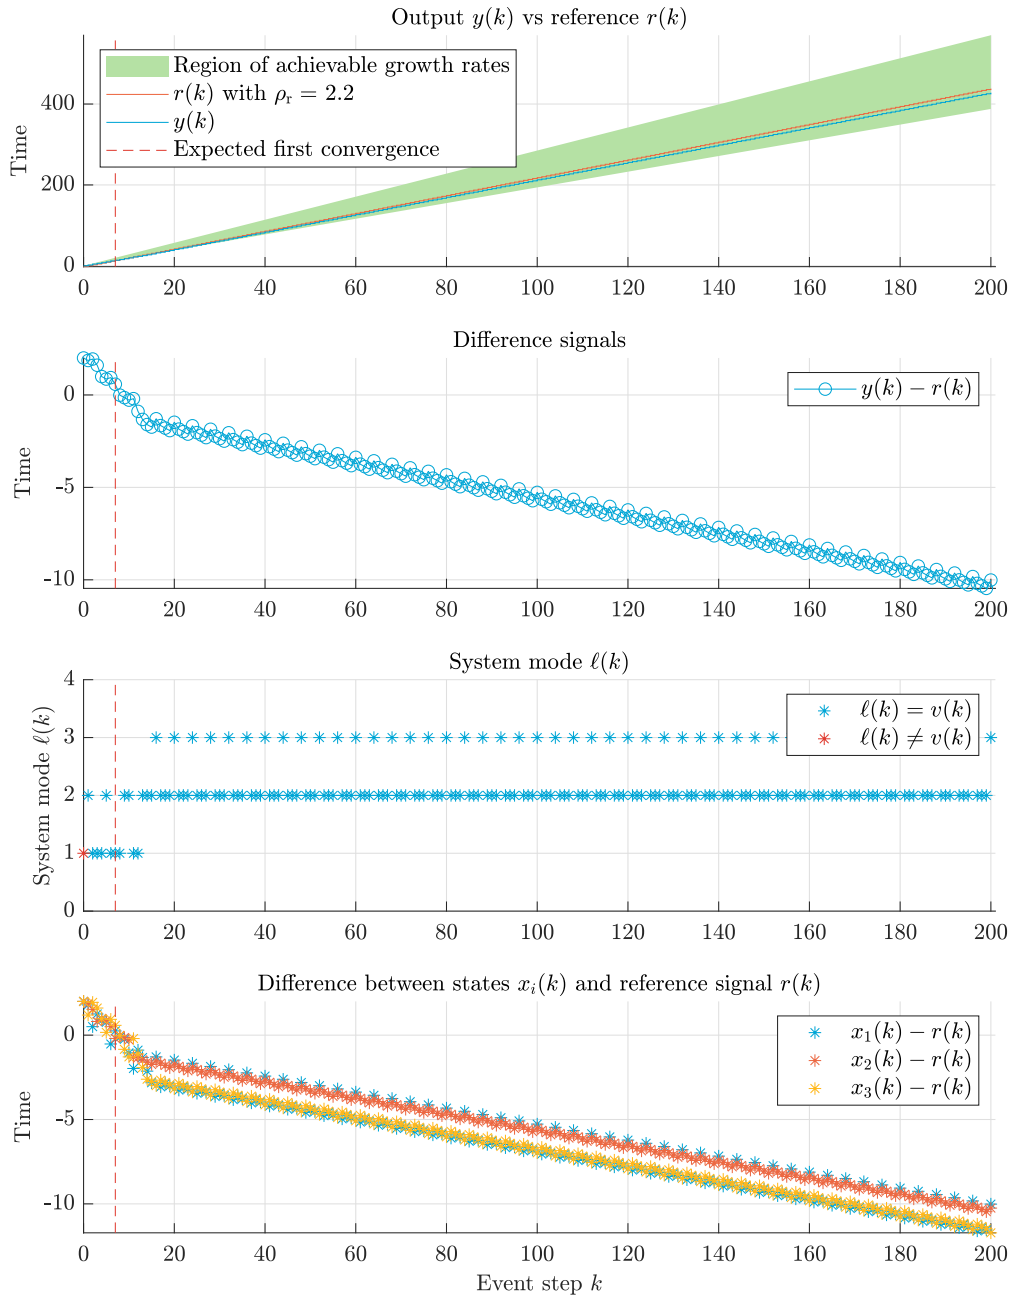 Output y(k) vs reference r(k)
Region of achievable growth rates
r(k) with ρr = 2.2
y(k)
Expected first convergence
Time
400
200
0
0 20 40 60 80 100 120 140 160 180 200
Difference signals
y(k) − r(k)
Time
0
-5
-10
0 20 40 60 80 100 120 140 160 180 200
System mode ℓ(k)
ℓ(k) = v(k)
ℓ(k) ≠ v(k)
System mode ℓ(k)
4
3
2
1
0
0 20 40 60 80 100 120 140 160 180 200
Difference between states xi(k) and reference signal r(k)
x1(k) − r(k)
x2(k) − r(k)
x3(k) − r(k)
Time
0
-5
-10
0 20 40 60 80 100 120 140 160 180 200
Event step k